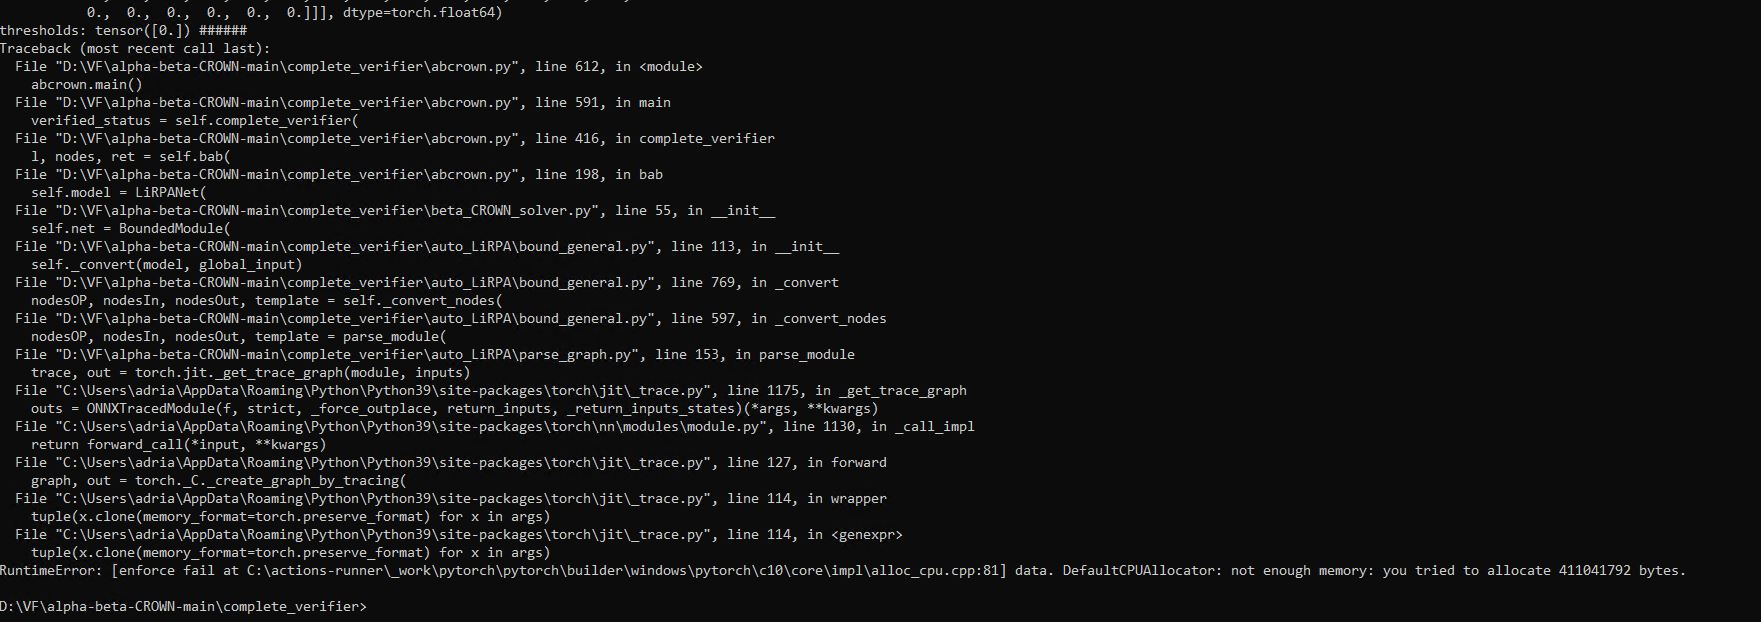 0.,   0.,   0.,   0.,   0.,   0.]]], dtype=torch.float64)
thresholds: tensor([0.]) ######
Traceback (most recent call last):
  File "D:\VF\alpha-beta-CROWN-main\complete_verifier\abcrown.py", line 612, in <module>
    abcrown.main()
  File "D:\VF\alpha-beta-CROWN-main\complete_verifier\abcrown.py", line 591, in main
    verified_status = self.complete_verifier(
  File "D:\VF\alpha-beta-CROWN-main\complete_verifier\abcrown.py", line 416, in complete_verifier
    l, nodes, ret = self.bab(
  File "D:\VF\alpha-beta-CROWN-main\complete_verifier\abcrown.py", line 198, in bab
    self.model = LiRPANet(
  File "D:\VF\alpha-beta-CROWN-main\complete_verifier\beta_CROWN_solver.py", line 55, in __init__
    self.net = BoundedModule(
  File "D:\VF\alpha-beta-CROWN-main\complete_verifier\auto_LiRPA\bound_general.py", line 113, in __init__
    self._convert(model, global_input)
  File "D:\VF\alpha-beta-CROWN-main\complete_verifier\auto_LiRPA\bound_general.py", line 769, in _convert
    nodesOP, nodesIn, nodesOut, template = self._convert_nodes(
  File "D:\VF\alpha-beta-CROWN-main\complete_verifier\auto_LiRPA\bound_general.py", line 597, in _convert_nodes
    nodesOP, nodesIn, nodesOut, template = parse_module(
  File "D:\VF\alpha-beta-CROWN-main\complete_verifier\auto_LiRPA\parse_graph.py", line 153, in parse_module
    trace, out = torch.jit._get_trace_graph(module, inputs)
  File "C:\Users\adria\AppData\Roaming\Python\Python39\site-packages\torch\jit\_trace.py", line 1175, in _get_trace_graph
    outs = ONNXTracedModule(f, strict, _force_outplace, return_inputs, _return_inputs_states)(*args, **kwargs)
  File "C:\Users\adria\AppData\Roaming\Python\Python39\site-packages\torch\nn\modules\module.py", line 1130, in _call_impl
    return forward_call(*input, **kwargs)
  File "C:\Users\adria\AppData\Roaming\Python\Python39\site-packages\torch\jit\_trace.py", line 127, in forward
    graph, out = torch._C._create_graph_by_tracing(
  File "C:\Users\adria\AppData\Roaming\Python\Python39\site-packages\torch\jit\_trace.py", line 114, in wrapper
    tuple(x.clone(memory_format=torch.preserve_format) for x in args)
  File "C:\Users\adria\AppData\Roaming\Python\Python39\site-packages\torch\jit\_trace.py", line 114, in <genexpr>
    tuple(x.clone(memory_format=torch.preserve_format) for x in args)
RuntimeError: [enforce fail at C:\actions-runner\_work\pytorch\pytorch\builder\windows\pytorch\c10\core\impl\alloc_cpu.cpp:81] data. DefaultCPUAllocator: not enough memory: you tried to allocate 411041792 bytes.
D:\VF\alpha-beta-CROWN-main\complete_verifier>